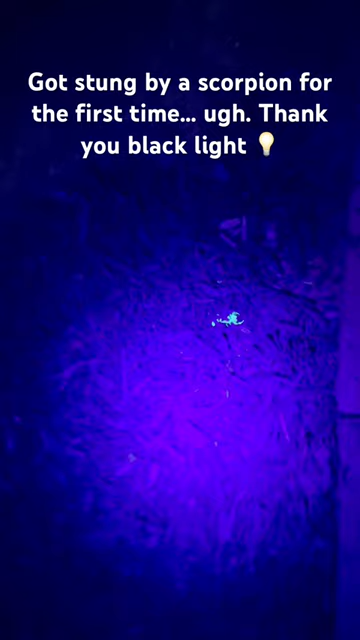 Got stung by a scorpion for
the first time... ugh. Thank
you black light 💡